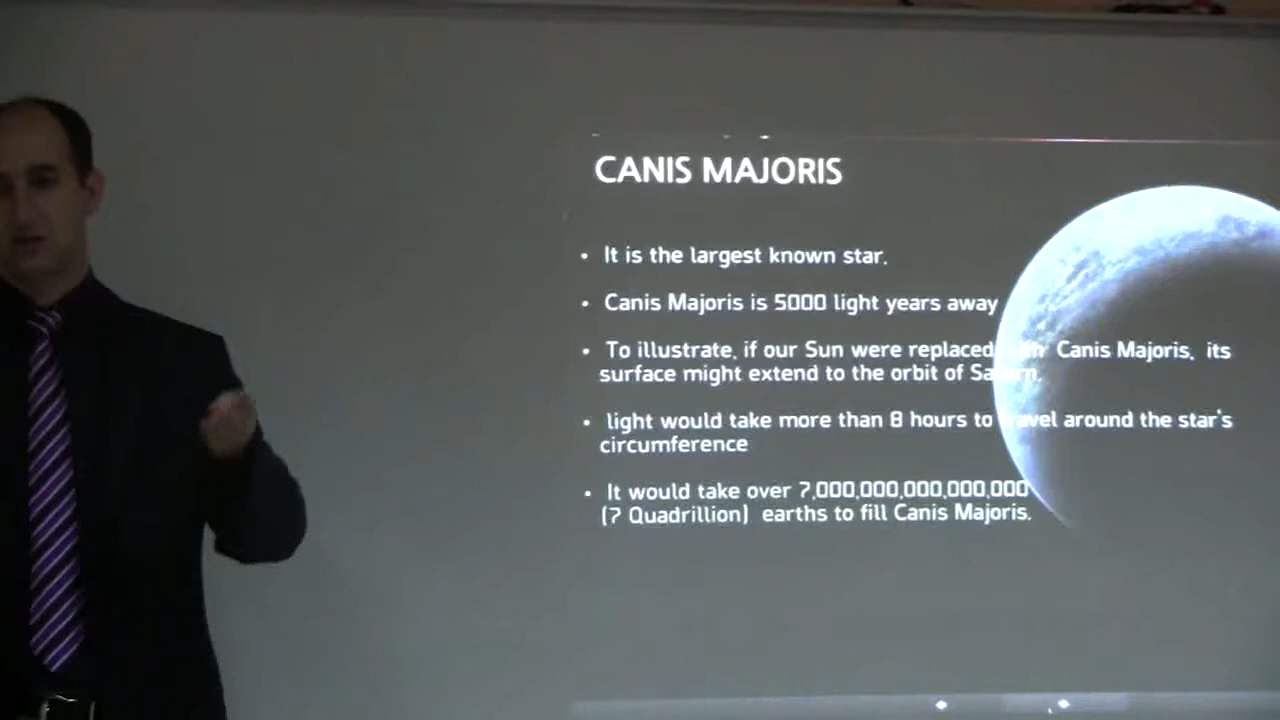 CANIS MAJORIS
• It is the largest known star.
• Canis Majoris is 5000 light years away
• To illustrate, if our Sun were replaced Canis Majoris, its
surface might extend to the orbit of Saturn.
• light would take more than 8 hours to travel around the star's
circumference
• It would take over 7,000,000,000,000,000
(7 Quadrillion) earths to fill Canis Majoris.